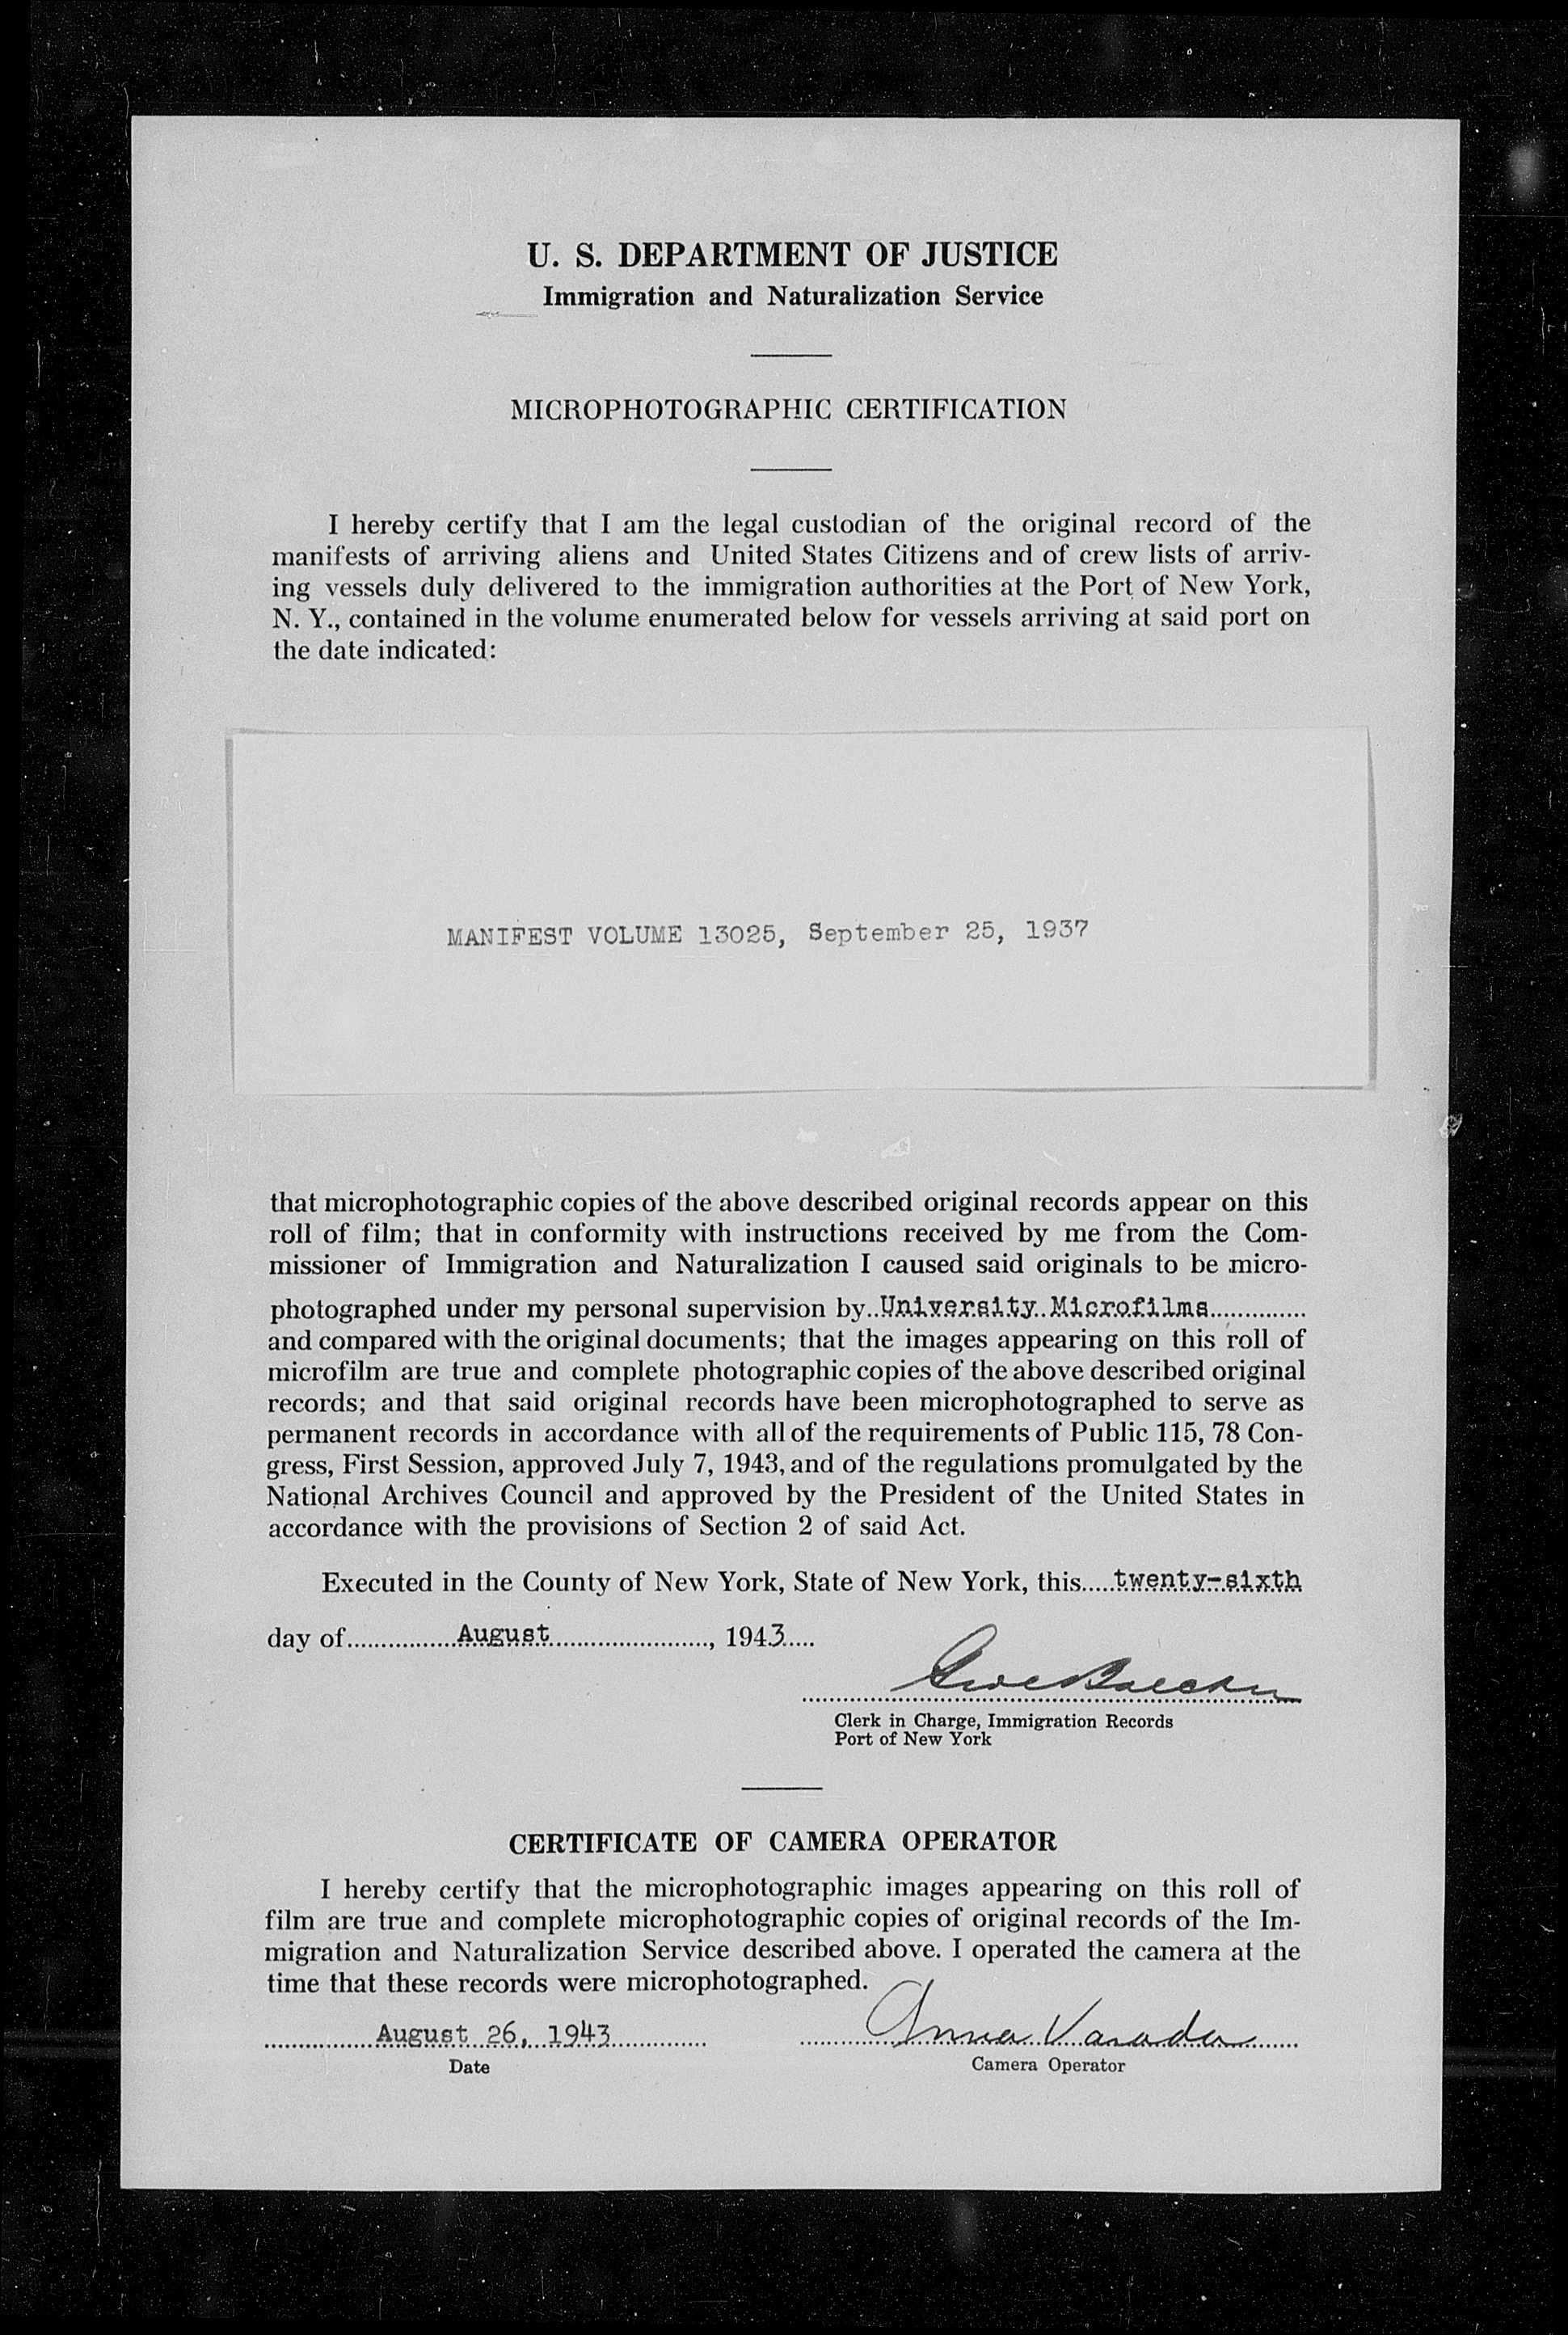 U. S. DEPARTMENT OF JUSTICE
Immigration and Naturalization Service
MICROPHOTOGRAPHIC CERTIFICATION
I hereby certify that I am the legal custodian of the original record of the
manifests of arriving aliens and United States Citizens and of crew lists of arriv-
ing vessels duly delivered to the immigration authorities at the Port of New York,
N. Y., contained in the volume enumerated below for vessels arriving at said port on
the date indicated:
MANIFEST VOLUME 13025, September 25, 1937
that microphotographic copies of the above described original records appear on this
roll of film; that in conformity with instructions received by me from the Com-
missioner of Immigration and Naturalization I caused said originals to be micro-
photographed under my personal supervision by..University Microfilms..............
and compared with the original documents; that the images appearing on this roll of
microfilm are true and complete photographic copies of the above described original
records; and that said original records have been microphotographed to serve as
permanent records in accordance with all of the requirements of Public 115, 78 Con-
gress, First Session, approved July 7, 1943, and of the regulations promulgated by the
National Archives Council and approved by the President of the United States in
accordance with the provisions of Section 2 of said Act.
Executed in the County of New York, State of New York, this.....twenty-sixth
day of.................August........................, 1943.....
Clerk in Charge, Immigration Records
Port of New York
CERTIFICATE OF CAMERA OPERATOR
I hereby certify that the microphotographic images appearing on this roll of
film are true and complete microphotographic copies of original records of the Im-
migration and Naturalization Service described above. I operated the camera at the
time that these records were microphotographed.
August 26, 1943 Anna Varada
Date Camera Operator